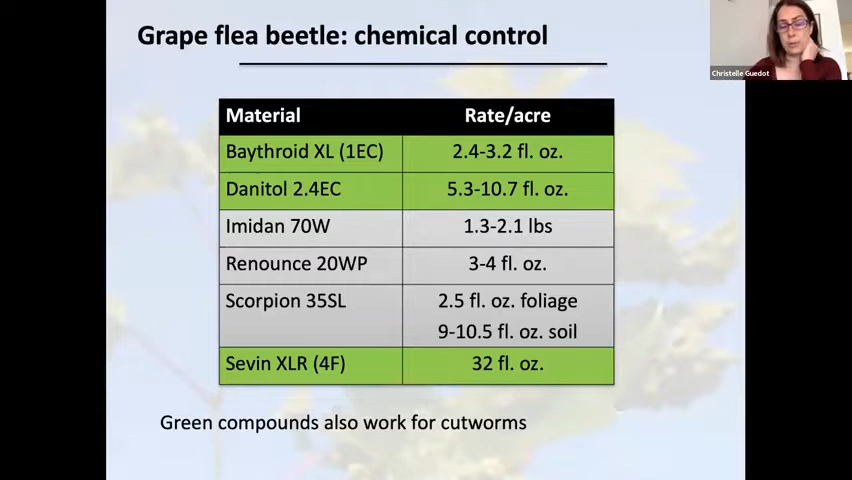 Grape flea beetle: chemical control
Christelle Guedot
Material Rate/acre
Baythroid XL (1EC) 2.4-3.2 fl. oz.
Danitol 2.4EC 5.3-10.7 fl. oz.
Imidan 70W 1.3-2.1 lbs
Renounce 20WP 3-4 fl. oz.
Scorpion 35SL 2.5 fl. oz. foliage
9-10.5 fl. oz. soil
Sevin XLR (4F) 32 fl. oz.
Green compounds also work for cutworms